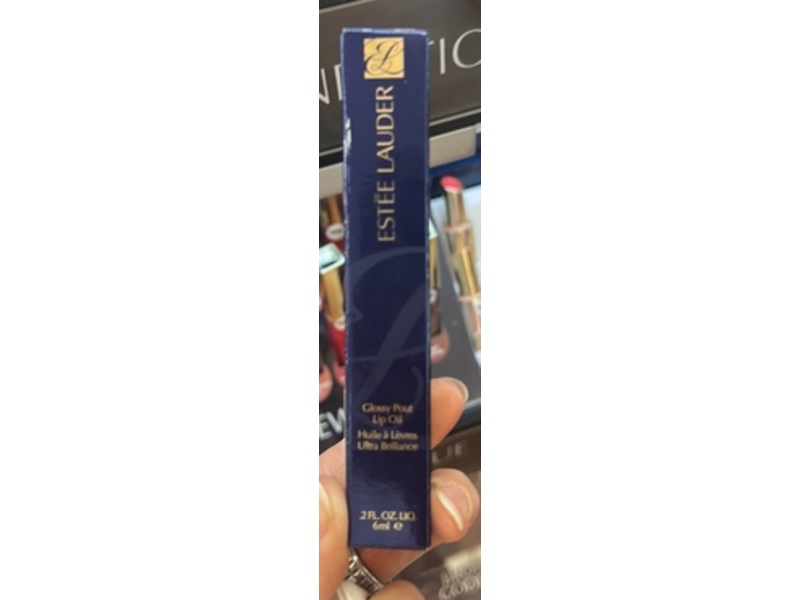 ESTĒE LAUDER
Glossy Pout
Lip Oil
Huile à Lèvres
Ultra Brillance
.2 FL.OZ.LIQ.
6ml e